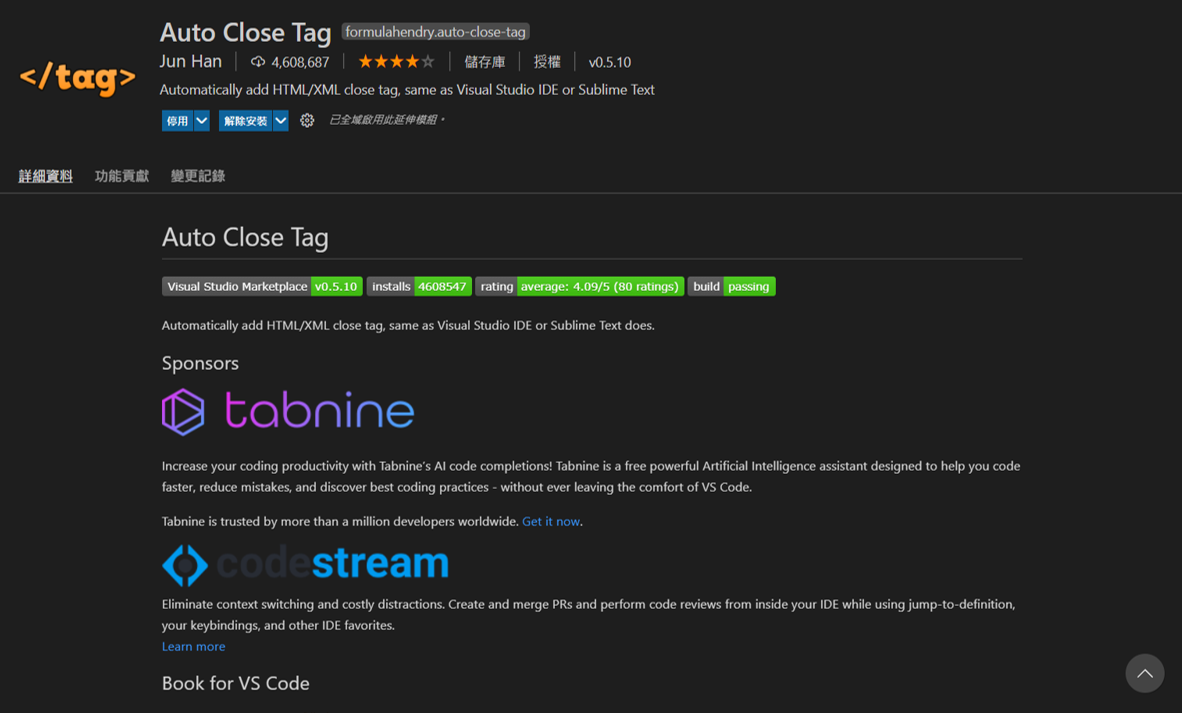 </tag>
Auto Close Tag formulahendry.auto-close-tag
Jun Han 4,608,687 儲存庫 授權 v0.5.10
Automatically add HTML/XML close tag, same as Visual Studio IDE or Sublime Text
停用 解除安裝 已全域啟用此延伸模組。
詳細資料 功能貢獻 變更記錄
Auto Close Tag
Visual Studio Marketplace v0.5.10 installs 4608547 rating average: 4.09/5 (80 ratings) build passing
Automatically add HTML/XML close tag, same as Visual Studio IDE or Sublime Text does.
Sponsors
tabnine
Increase your coding productivity with Tabnine's AI code completions! Tabnine is a free powerful Artificial Intelligence assistant designed to help you code
faster, reduce mistakes, and discover best coding practices - without ever leaving the comfort of VS Code.
Tabnine is trusted by more than a million developers worldwide. Get it now.
codestream
Eliminate context switching and costly distractions. Create and merge PRs and perform code reviews from inside your IDE while using jump-to-definition,
your keybindings, and other IDE favorites.
Learn more
Book for VS Code